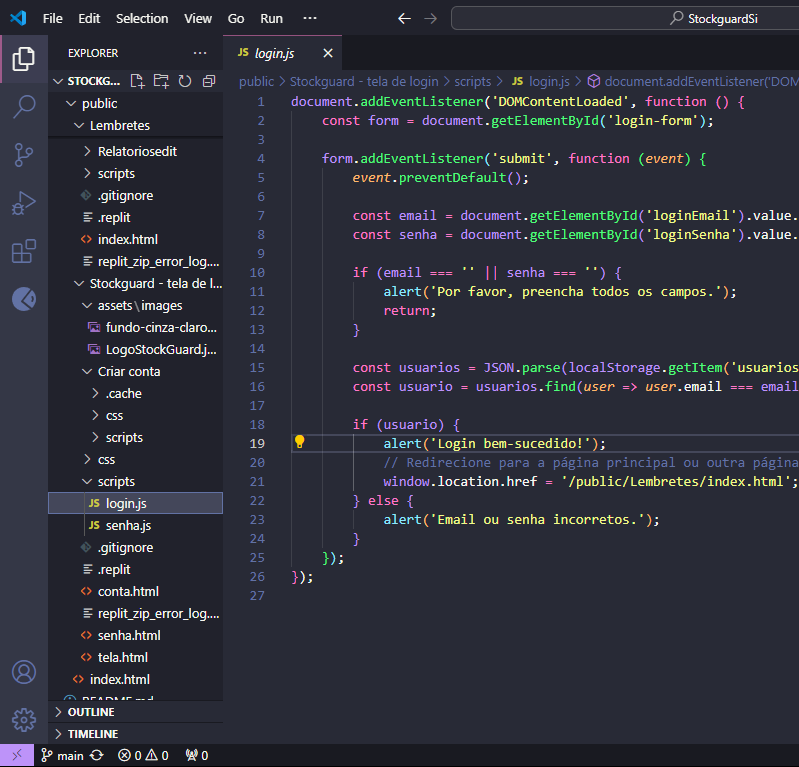 File Edit Selection View Go Run ··· StockguardSi
EXPLORER ···
JS login.js
STOCKG...
public > Stockguard - tela de login > scripts > JS login.js > document.addEventListener('DOM
public
Lembretes
Relatoriosedit
scripts
.gitignore
.replit
index.html
replit_zip_error_log....
Stockguard - tela de l...
assets\images
fundo-cinza-claro...
LogoStockGuard.j...
Criar conta
.cache
css
scripts
css
scripts
JS login.js
JS senha.js
.gitignore
.replit
conta.html
replit_zip_error_log....
senha.html
tela.html
index.html
README.md
OUTLINE
TIMELINE
1 document.addEventListener('DOMContentLoaded', function () {
2 const form = document.getElementById('login-form');
3
4 form.addEventListener('submit', function (event) {
5 event.preventDefault();
6
7 const email = document.getElementById('loginEmail').value.
8 const senha = document.getElementById('loginSenha').value.
9
10 if (email === '' || senha === '') {
11 alert('Por favor, preencha todos os campos.');
12 return;
13 }
14
15 const usuarios = JSON.parse(localStorage.getItem('usuarios
16 const usuario = usuarios.find(user => user.email === email
17
18 if (usuario) {
19 alert('Login bem-sucedido!');
20 // Redirecione para a página principal ou outra página
21 window.location.href = '/public/Lembretes/index.html';
22 } else {
23 alert('Email ou senha incorretos.');
24 }
25 });
26 });
27
main 0 0 0